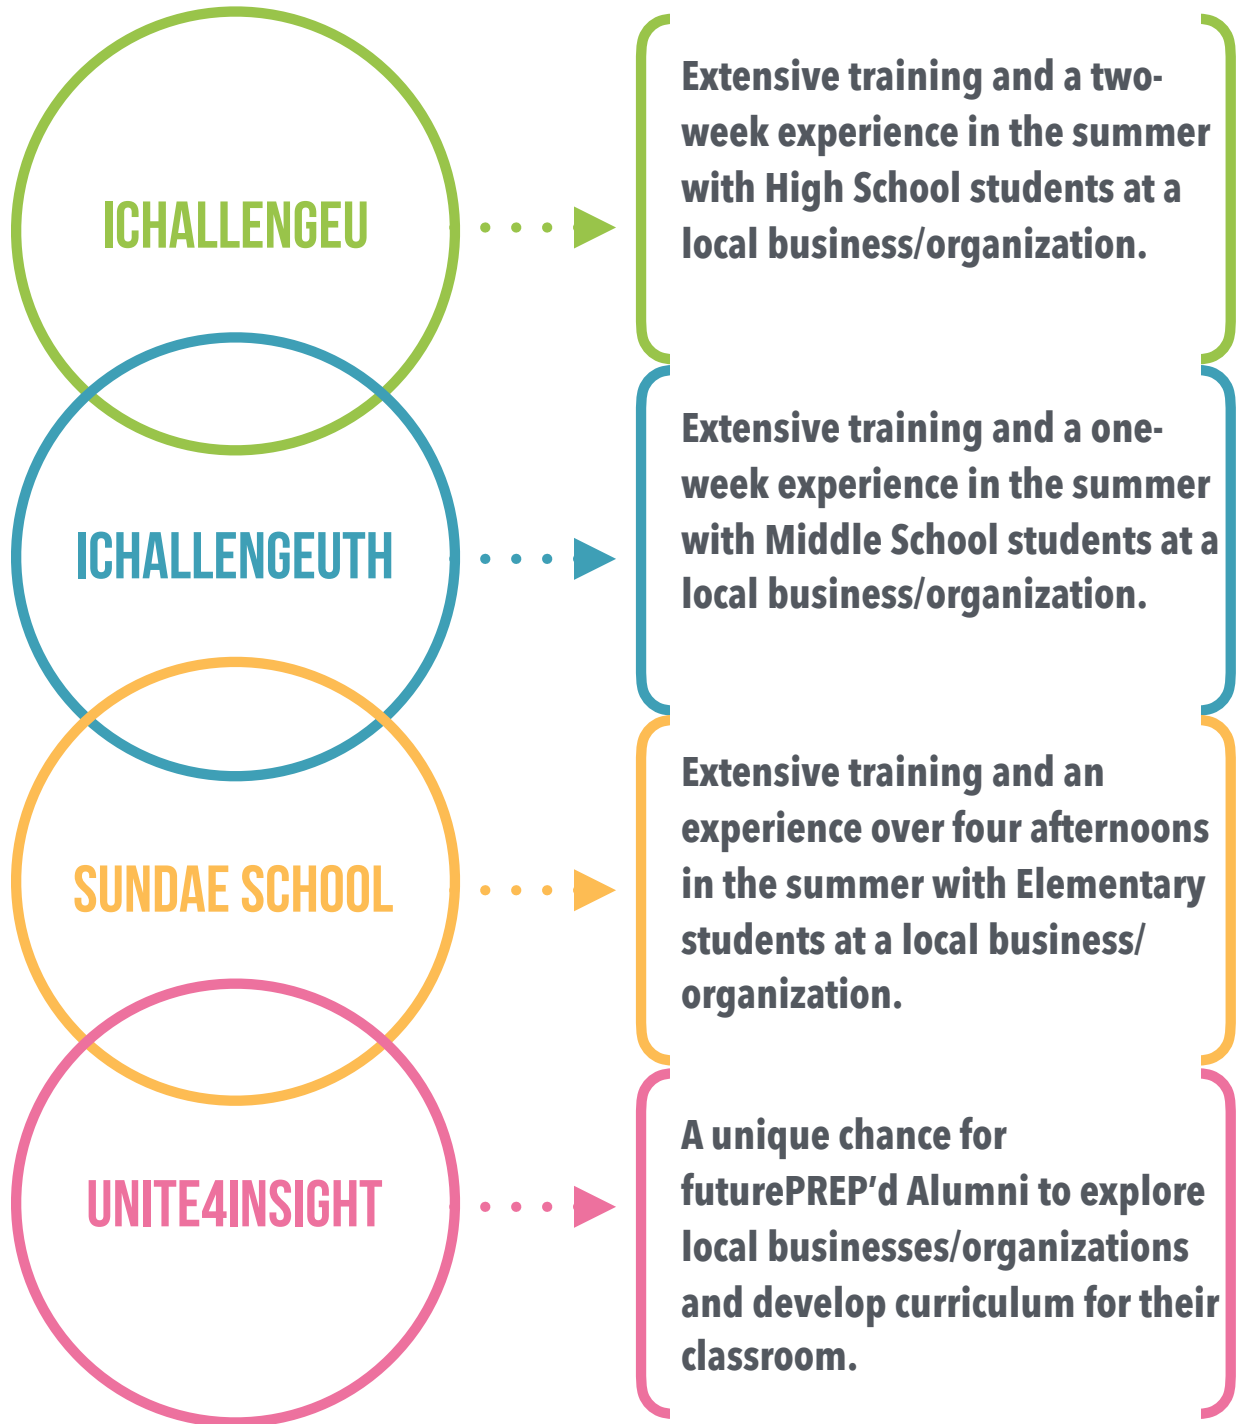 ICHALLENGEU
Extensive training and a two-
week experience in the summer
with High School students at a
local business/organization.
ICHALLENGEUTH
Extensive training and a one-
week experience in the summer
with Middle School students at a
local business/organization.
SUNDAE SCHOOL
Extensive training and an
experience over four afternoons
in the summer with Elementary
students at a local business/
organization.
UNITE4INSIGHT
A unique chance for
futurePREP’d Alumni to explore
local businesses/organizations
and develop curriculum for their
classroom.